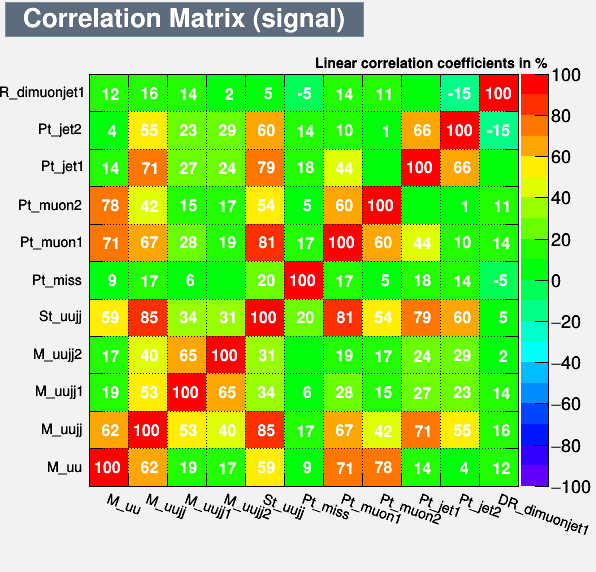 Correlation Matrix (signal)
Linear correlation coefficients in %
R_dimuonjet1 12 16 14 2 5 -5 14 11 -15 100
Pt_jet2 4 55 23 29 60 14 10 1 66 100 -15
Pt_jet1 14 71 27 24 79 18 44 100 66
Pt_muon2 78 42 15 17 54 5 60 100 1 11
Pt_muon1 71 67 28 19 81 17 100 60 44 10 14
Pt_miss 9 17 6 20 100 17 5 18 14 -5
St_uujj 59 85 34 31 100 20 81 54 79 60 5
M_uujj2 17 40 65 100 31 19 17 24 29 2
M_uujj1 19 53 100 65 34 6 28 15 27 23 14
M_uujj 62 100 53 40 85 17 67 42 71 55 16
M_uu 100 62 19 17 59 9 71 78 14 4 12
M_uu M_uujj M_uujj1 M_uujj2 St_uujj Pt_miss Pt_muon1 Pt_muon2 Pt_jet1 Pt_jet2 DR_dimuonjet1
100
80
60
40
20
0
−20
−40
−60
−80
−100